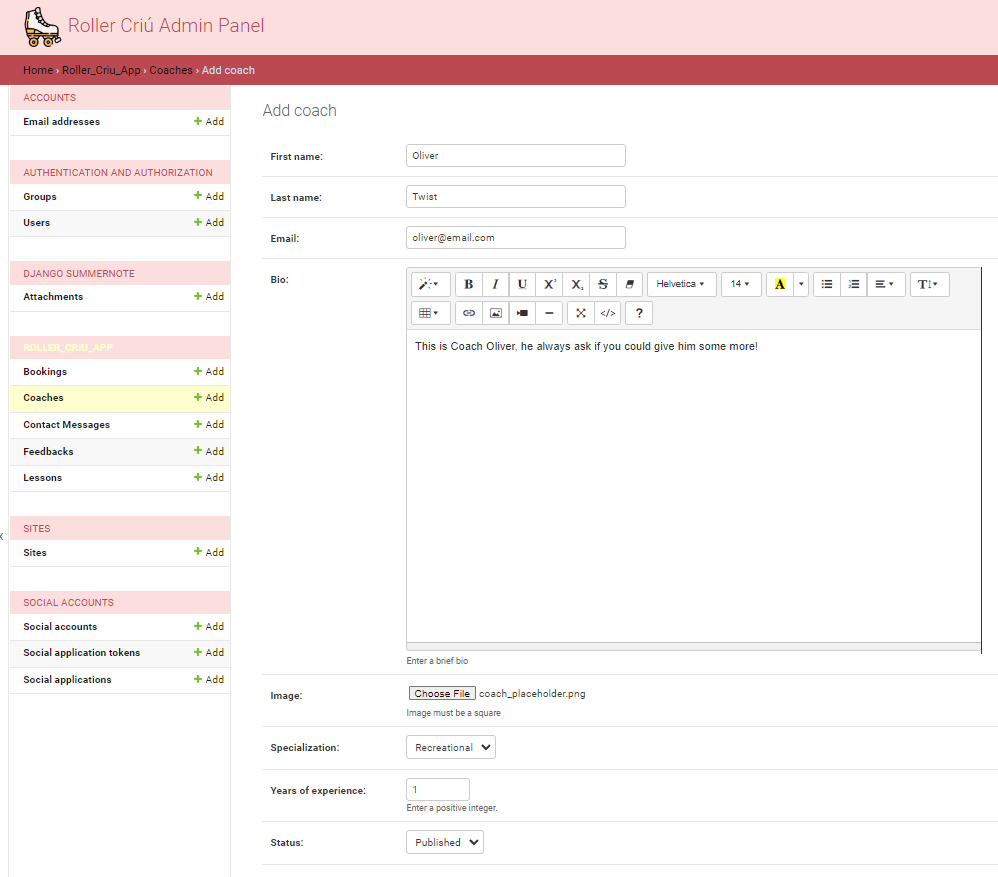 Roller Criú Admin Panel
Home › Roller_Criu_App › Coaches › Add coach
ACCOUNTS
Email addresses + Add
AUTHENTICATION AND AUTHORIZATION
Groups + Add
Users + Add
DJANGO SUMMERNOTE
Attachments + Add
ROLLER_CRIU_APP
Bookings + Add
Coaches + Add
Contact Messages + Add
Feedbacks + Add
Lessons + Add
SITES
Sites + Add
SOCIAL ACCOUNTS
Social accounts + Add
Social application tokens + Add
Social applications + Add
Add coach
First name: Oliver
Last name: Twist
Email: oliver@email.com
Bio:
B I U X² X₂ S Helvetica 14 A T
</> ?
This is Coach Oliver, he always ask if you could give him some more!
Enter a brief bio
Image: Choose File coach_placeholder.png
Image must be a square
Specialization: Recreational
Years of experience: 1
Enter a positive integer.
Status: Published